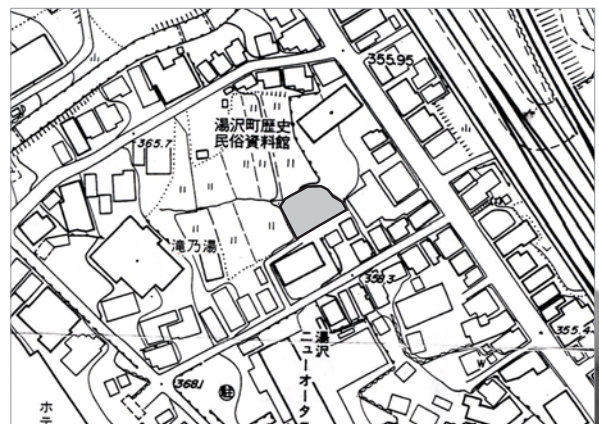 355.95
湯沢町歴史
民俗資料館
365.7
滝乃湯
358.3
湯沢
ニューオータ
355.4
368.1
駐
W
ホテ